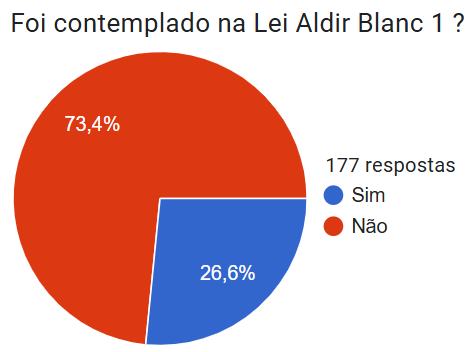 Foi contemplado na Lei Aldir Blanc 1 ?
73,4%
177 respostas
Sim
Não
26,6%